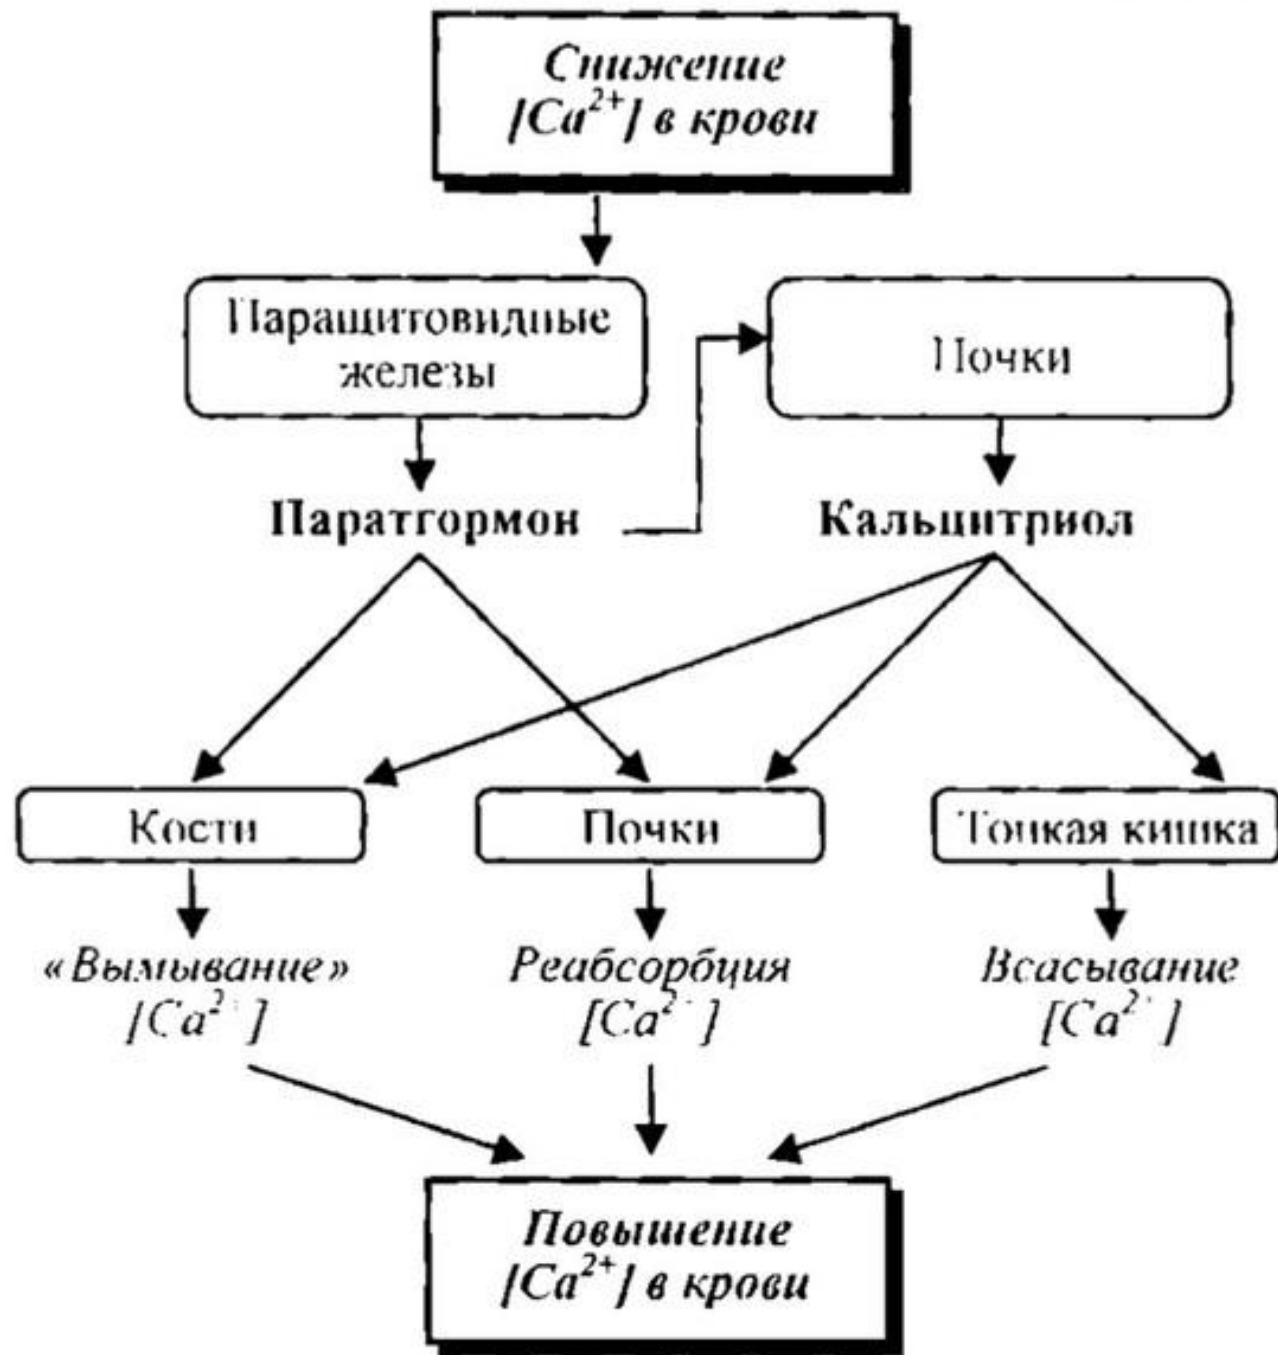 Снижение
[Ca²⁺] в крови
Паращитовидные
железы
Почки
Паратгормон
Кальцитриол
Кости
Почки
Тонкая кишка
«Вымывание»
[Ca²⁺]
Реабсорбция
[Ca²⁺]
Всасывание
[Ca²⁺]
Повышение
[Ca²⁺] в крови